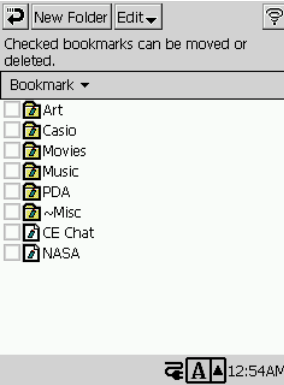 New Folder Edit
Checked bookmarks can be moved or
deleted.
Bookmark
Art
Casio
Movies
Music
PDA
~Misc
CE Chat
NASA
A 12:54AM